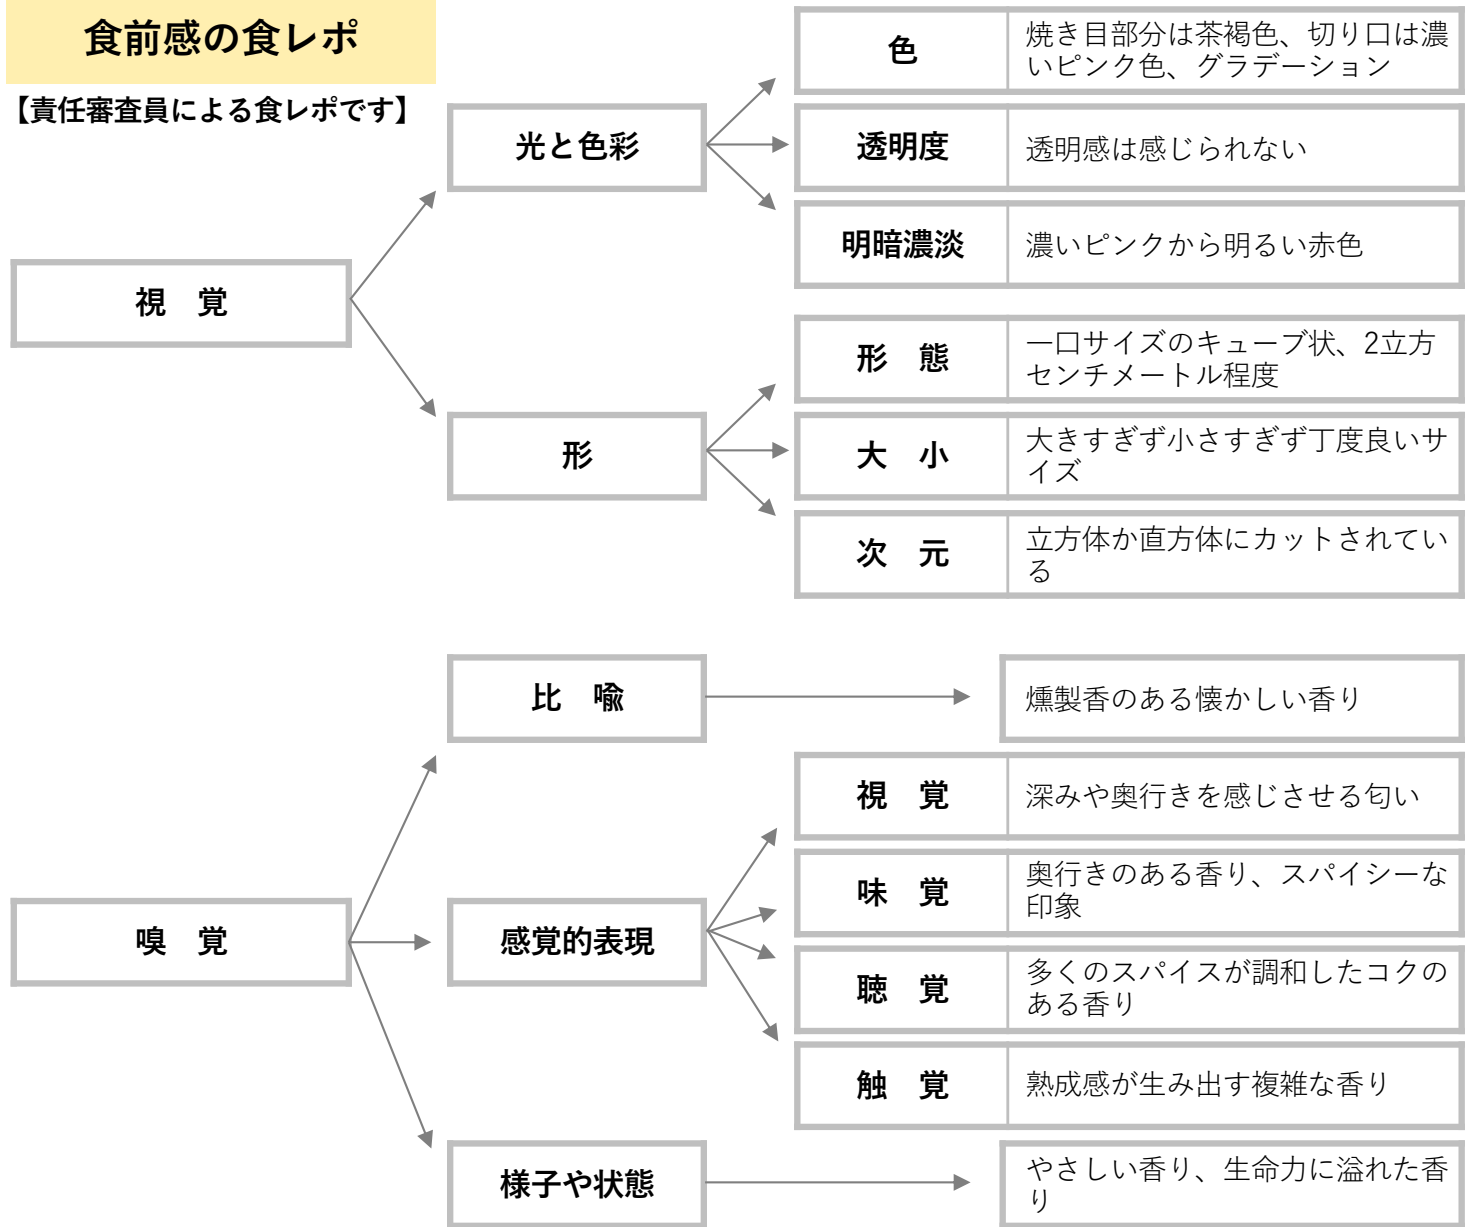 食前感の食レポ
【責任審査員による食レポです】
視　覚
光と色彩
色
焼き目部分は茶褐色、切り口は濃
いピンク色、グラデーション
透明度
透明感は感じられない
明暗濃淡
濃いピンクから明るい赤色
形
形　態
一口サイズのキューブ状、2立方
センチメートル程度
大　小
大きすぎず小さすぎず丁度良いサ
イズ
次　元
立方体か直方体にカットされてい
る
嗅　覚
比　喩
燻製香のある懐かしい香り
感覚的表現
視　覚
深みや奥行きを感じさせる匂い
味　覚
奥行きのある香り、スパイシーな
印象
聴　覚
多くのスパイスが調和したコクの
ある香り
触　覚
熟成感が生み出す複雑な香り
様子や状態
やさしい香り、生命力に溢れた香
り